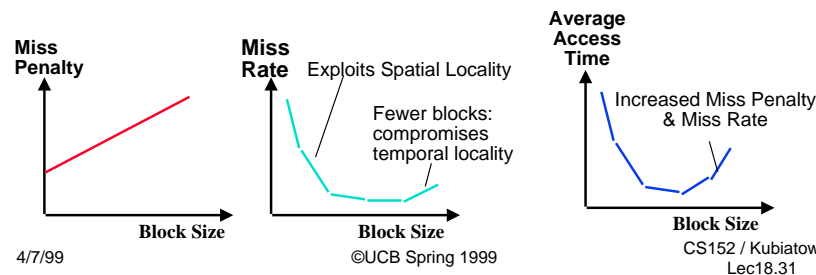 Miss
Penalty
Block Size
Miss
Rate
Exploits Spatial Locality
Fewer blocks:
compromises
temporal locality
Block Size
Average
Access
Time
Increased Miss Penalty
& Miss Rate
Block Size
4/7/99
©UCB Spring 1999
CS152 / Kubiatow
Lec18.31